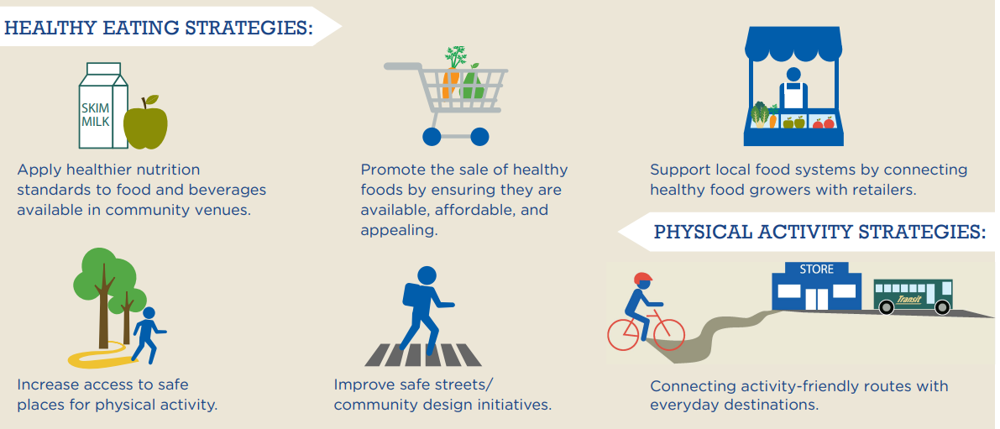 HEALTHY EATING STRATEGIES:
SKIM
MILK
Apply healthier nutrition
standards to food and beverages
available in community venues.
Promote the sale of healthy
foods by ensuring they are
available, affordable, and
appealing.
Support local food systems by connecting
healthy food growers with retailers.
PHYSICAL ACTIVITY STRATEGIES:
Increase access to safe
places for physical activity.
Improve safe streets/
community design initiatives.
STORE
Transit
Connecting activity-friendly routes with
everyday destinations.